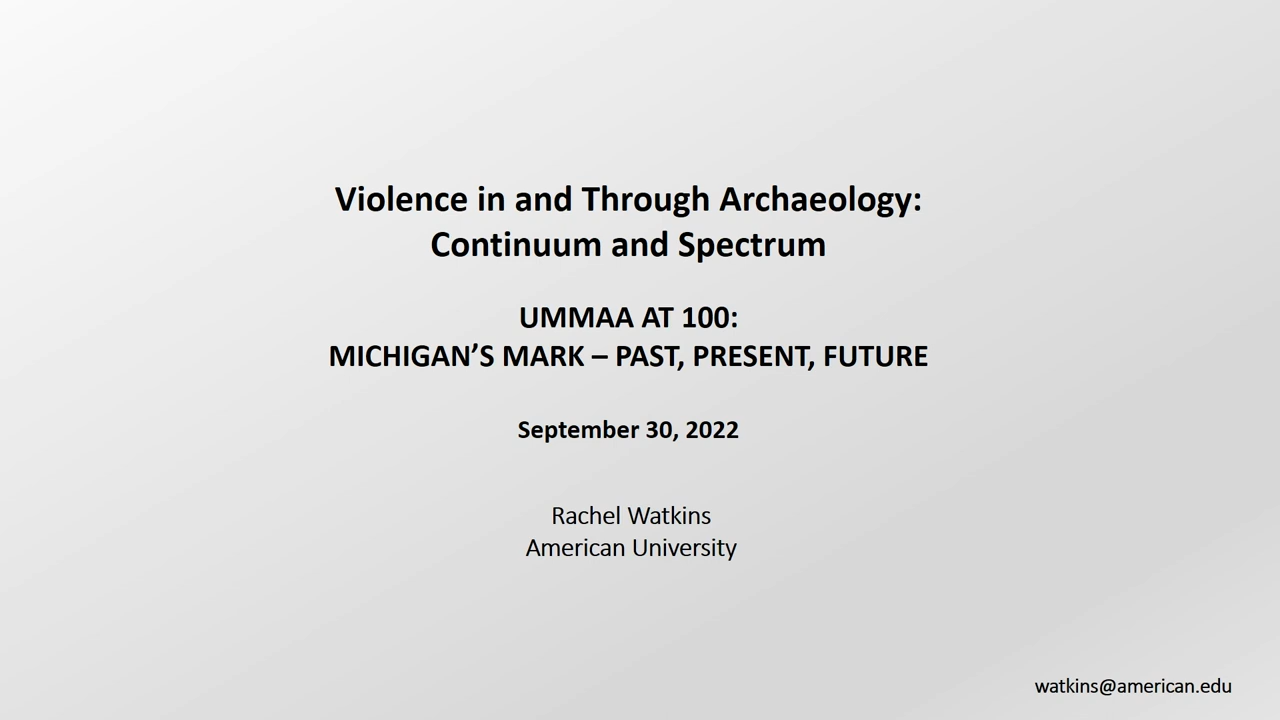 Violence in and Through Archaeology:
Continuum and Spectrum
UMMAA AT 100:
MICHIGAN’S MARK – PAST, PRESENT, FUTURE
September 30, 2022
Rachel Watkins
American University
watkins@american.edu